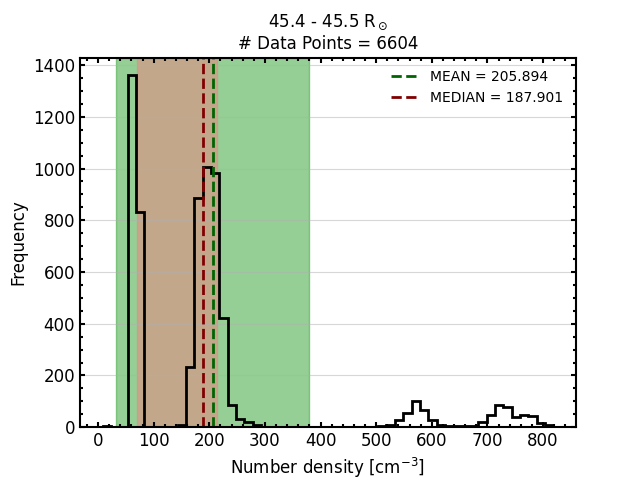 45.4 - 45.5 R⊙
# Data Points = 6604
MEAN = 205.894
MEDIAN = 187.901
Frequency
1400
1200
1000
800
600
400
200
0
0 100 200 300 400 500 600 700 800
Number density [cm⁻³]